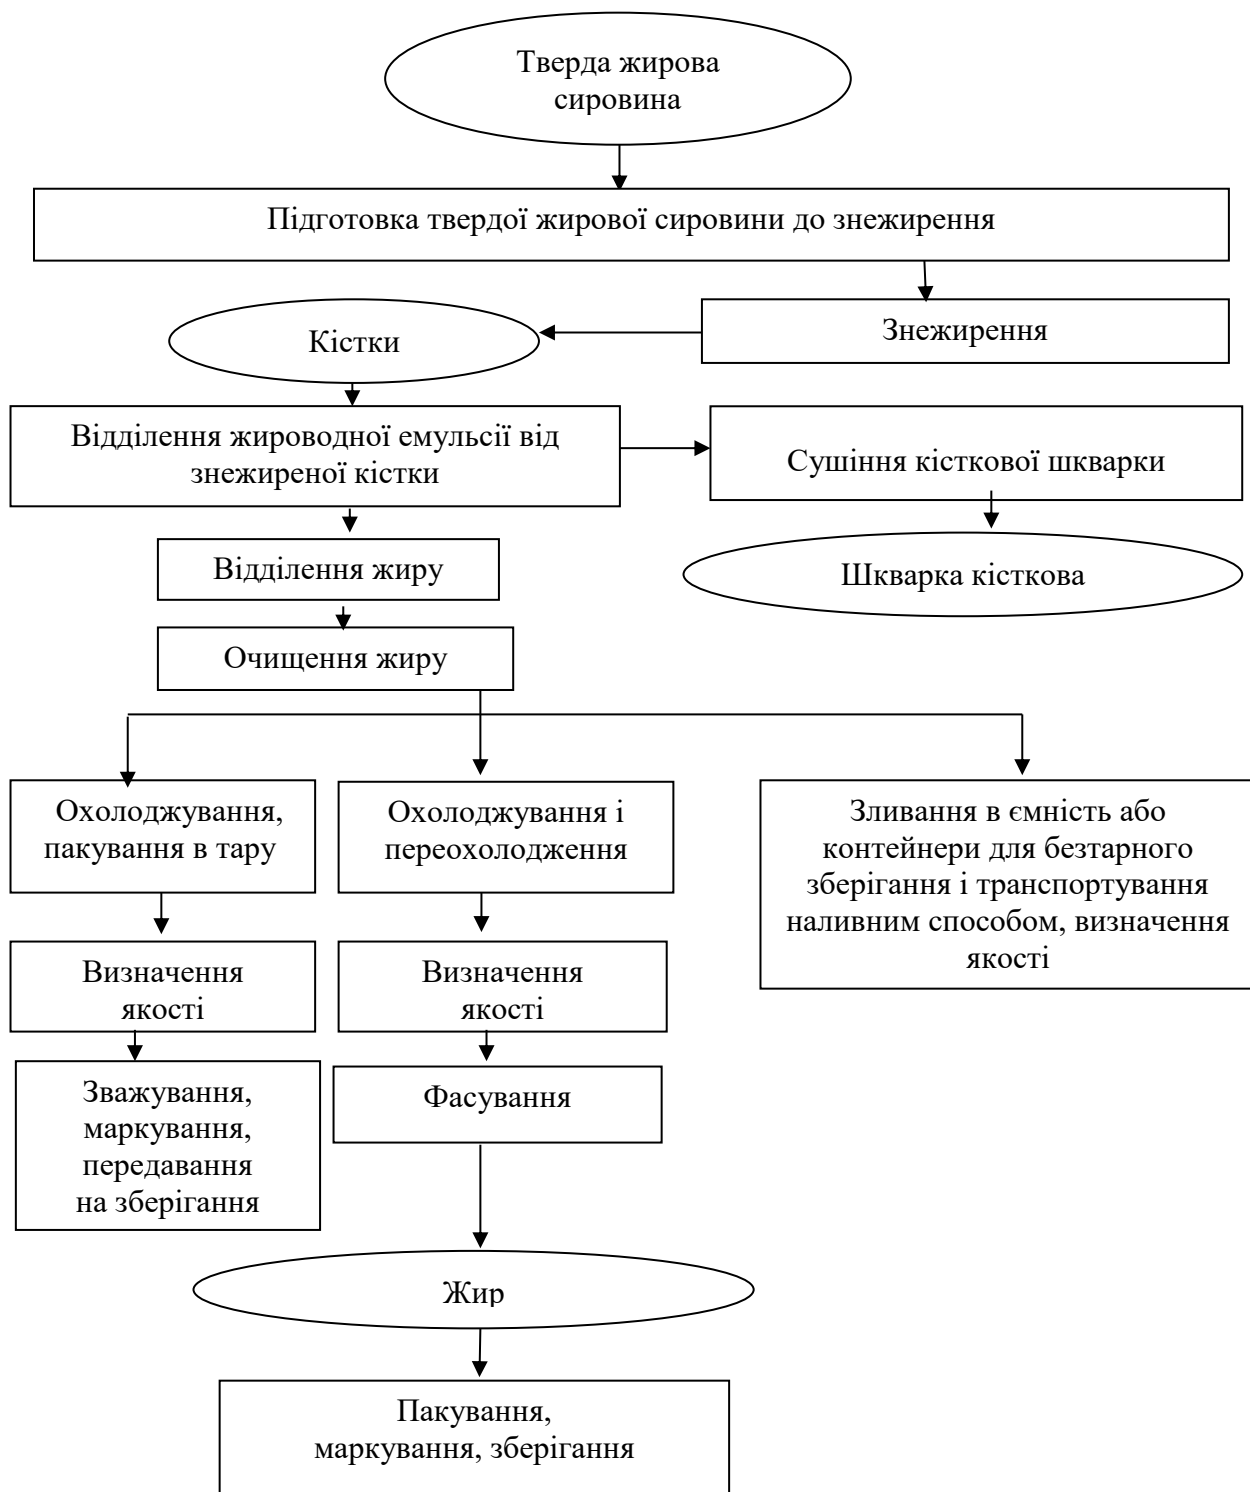 Тверда жирова
сировина
Підготовка твердої жирової сировини до знежирення
Знежирення
Кістки
Відділення жироводної емульсії від
знежиреної кістки
Сушіння кісткової шкварки
Відділення жиру
Шкварка кісткова
Очищення жиру
Охолоджування,
пакування в тару
Охолоджування і
переохолодження
Зливання в ємність або
контейнери для безтарного
зберігання і транспортування
наливним способом, визначення
якості
Визначення
якості
Визначення
якості
Зважування,
маркування,
передавання
на зберігання
Фасування
Жир
Пакування,
маркування, зберігання